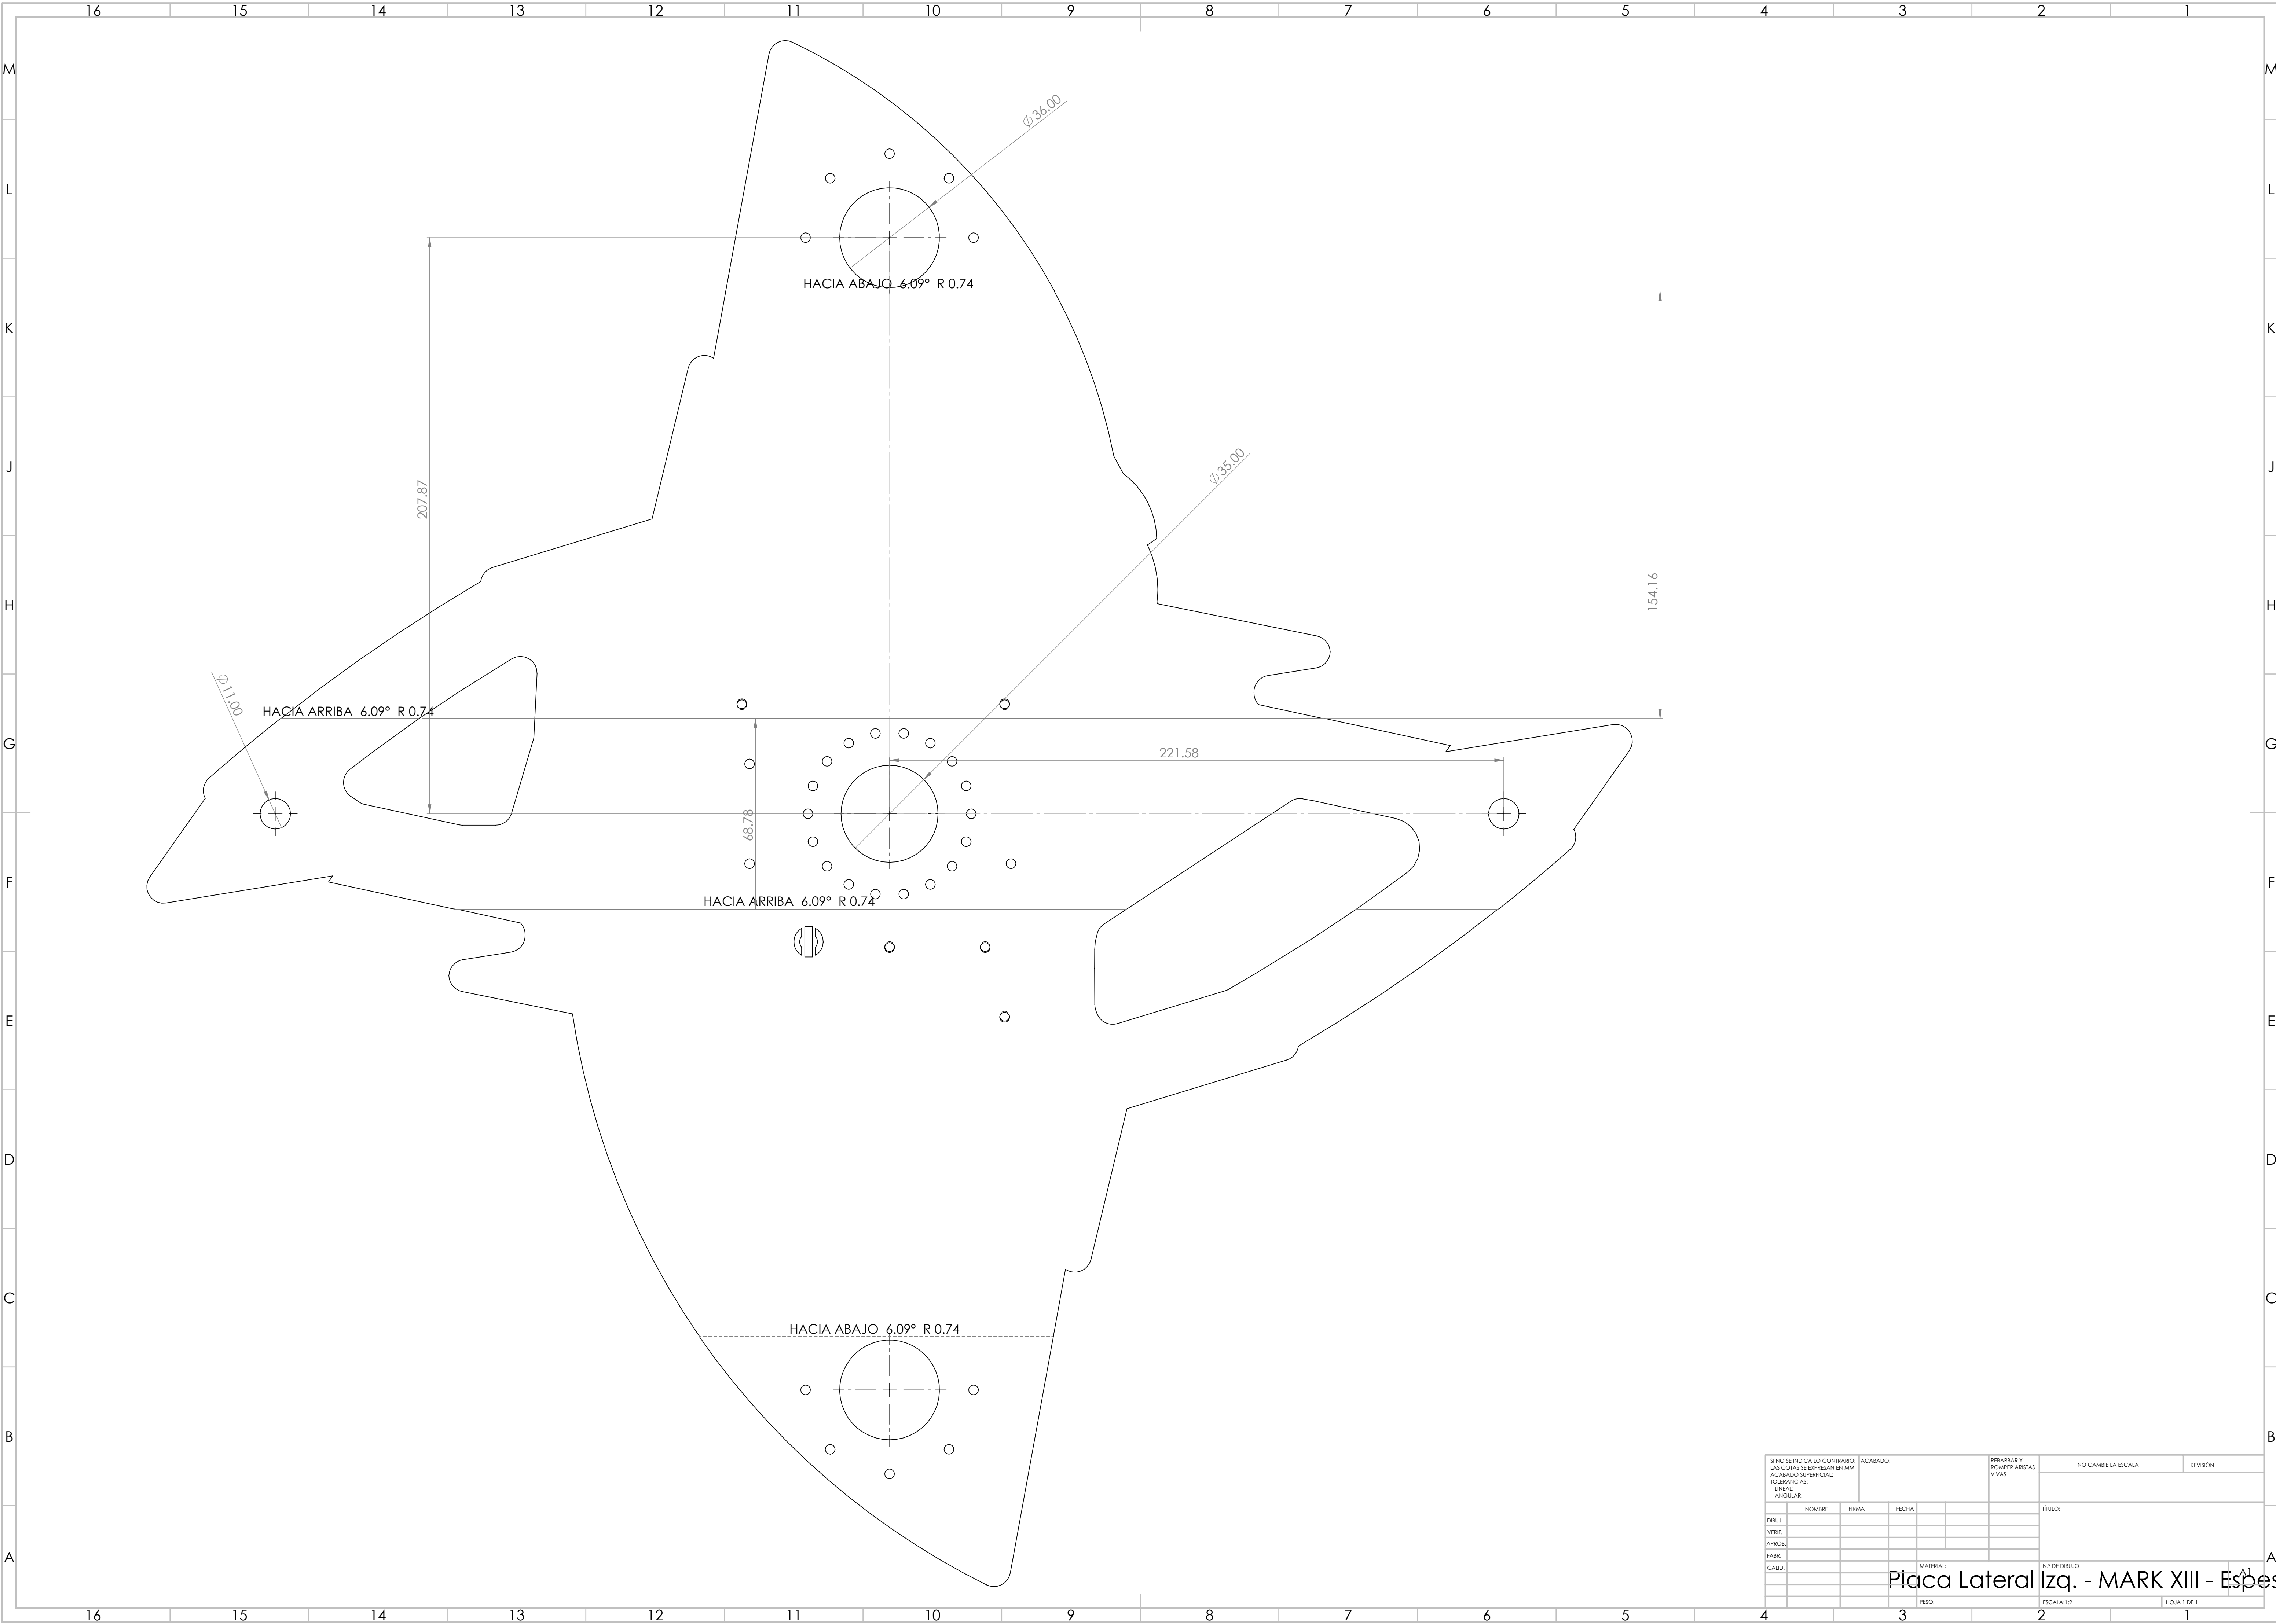 16 15 14 13 12 11 10 9 8 7 6 5 4 3 2 1
M M
Ø36.00
L L
HACIA ABAJO 6.09° R 0.74
K K
J J
Ø35.00
207.87
154.16
H H
Ø11.00
HACIA ARRIBA 6.09° R 0.74
G G
221.58
68.78
F F
HACIA ARRIBA 6.09° R 0.74
E E
D D
C C
HACIA ABAJO 6.09° R 0.74
B B
SI NO SE INDICA LO CONTRARIO:
LAS COTAS SE EXPRESAN EN MM
ACABADO SUPERFICIAL:
TOLERANCIAS:
LINEAL:
ANGULAR:
ACABADO:
REBARBAR Y
ROMPER ARISTAS
VIVAS
NO CAMBIE LA ESCALA
REVISIÓN
NOMBRE FIRMA FECHA
TÍTULO:
DIBUJ.
VERIF.
APROB.
FABR.
CALID.
A A
MATERIAL:
N.º DE DIBUJO
A1
Placa Lateral Izq. - MARK XIII - Espes
PESO:
ESCALA:1:2
HOJA 1 DE 1
16 15 14 13 12 11 10 9 8 7 6 5 4 3 2 1